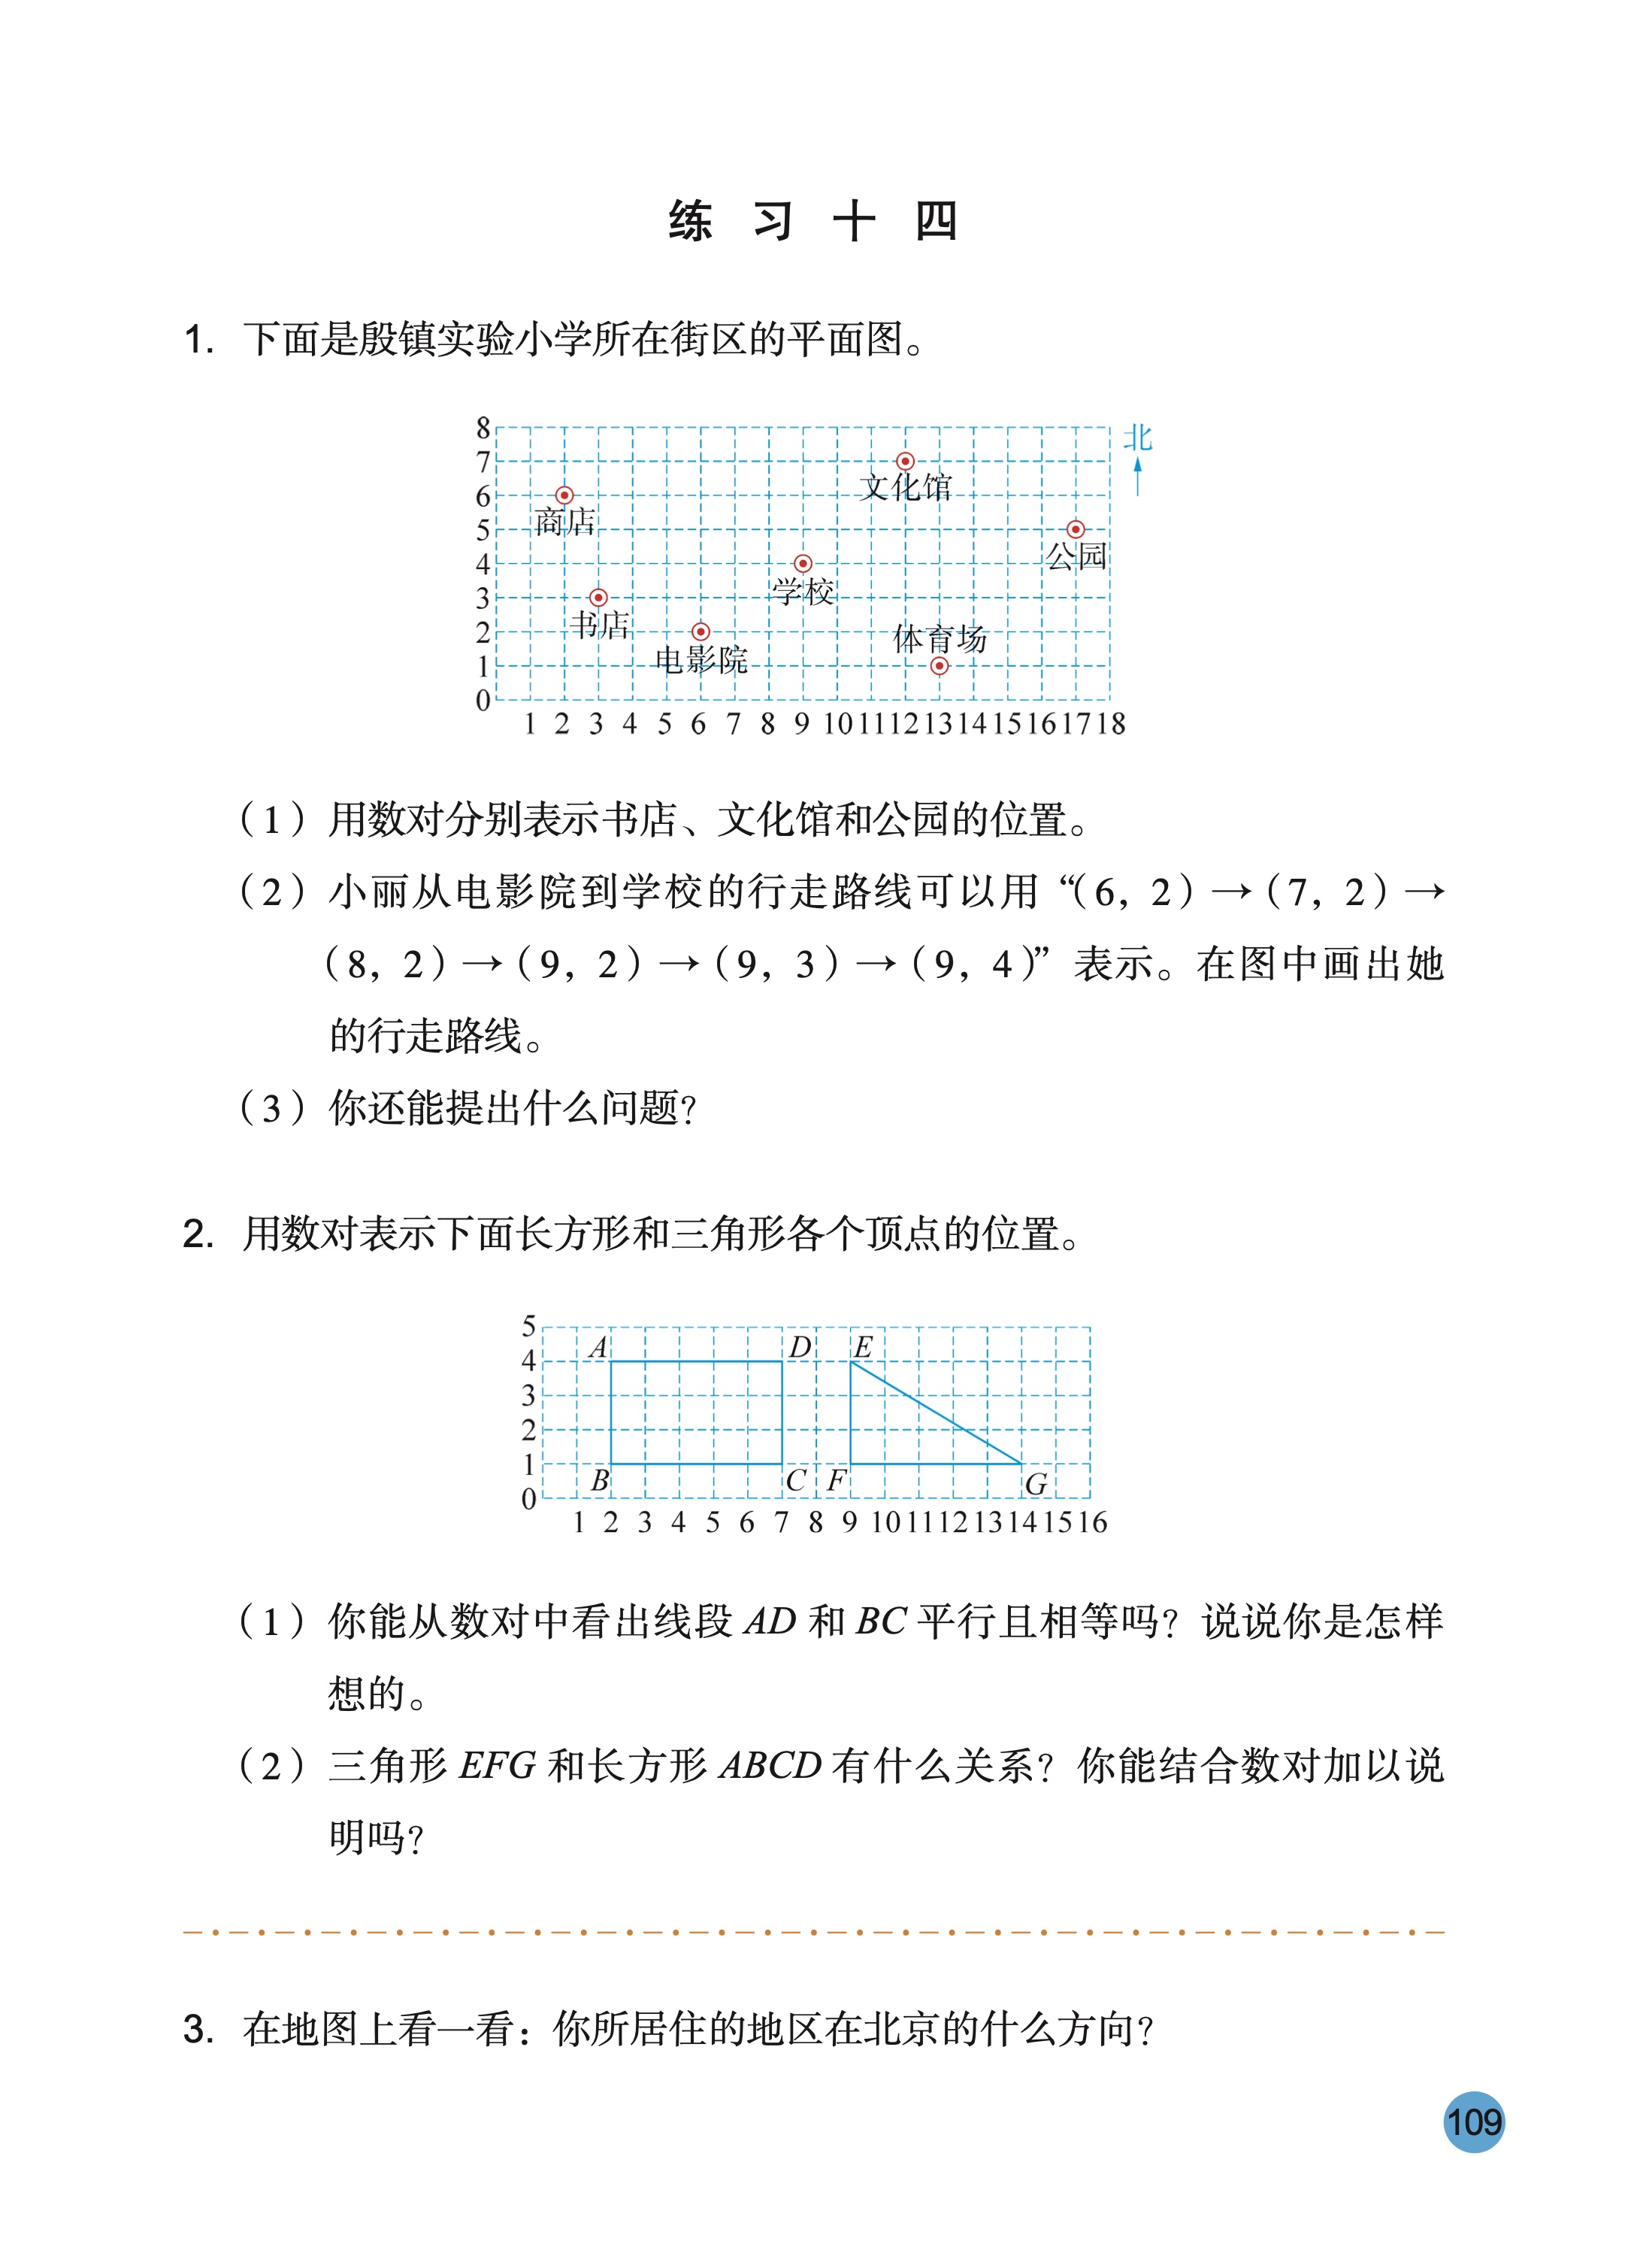 练 习 十 四
1. 下面是殷镇实验小学所在街区的平面图。
8
7
6
5
4
3
2
1
0
北
文化馆
商店
公园
学校
书店
体育场
电影院
1 2 3 4 5 6 7 8 9 10 11 12 13 14 15 16 17 18
（1）用数对分别表示书店、文化馆和公园的位置。
（2）小丽从电影院到学校的行走路线可以用“（6，2）→（7，2）→
（8，2）→（9，2）→（9，3）→（9，4）”表示。在图中画出她
的行走路线。
（3）你还能提出什么问题？
2. 用数对表示下面长方形和三角形各个顶点的位置。
5
4
3
2
1
0
A D E
B C F G
1 2 3 4 5 6 7 8 9 10 11 12 13 14 15 16
（1）你能从数对中看出线段 AD 和 BC 平行且相等吗？说说你是怎样
想的。
（2）三角形 EFG 和长方形 ABCD 有什么关系？你能结合数对加以说
明吗？
3. 在地图上看一看：你所居住的地区在北京的什么方向？
109